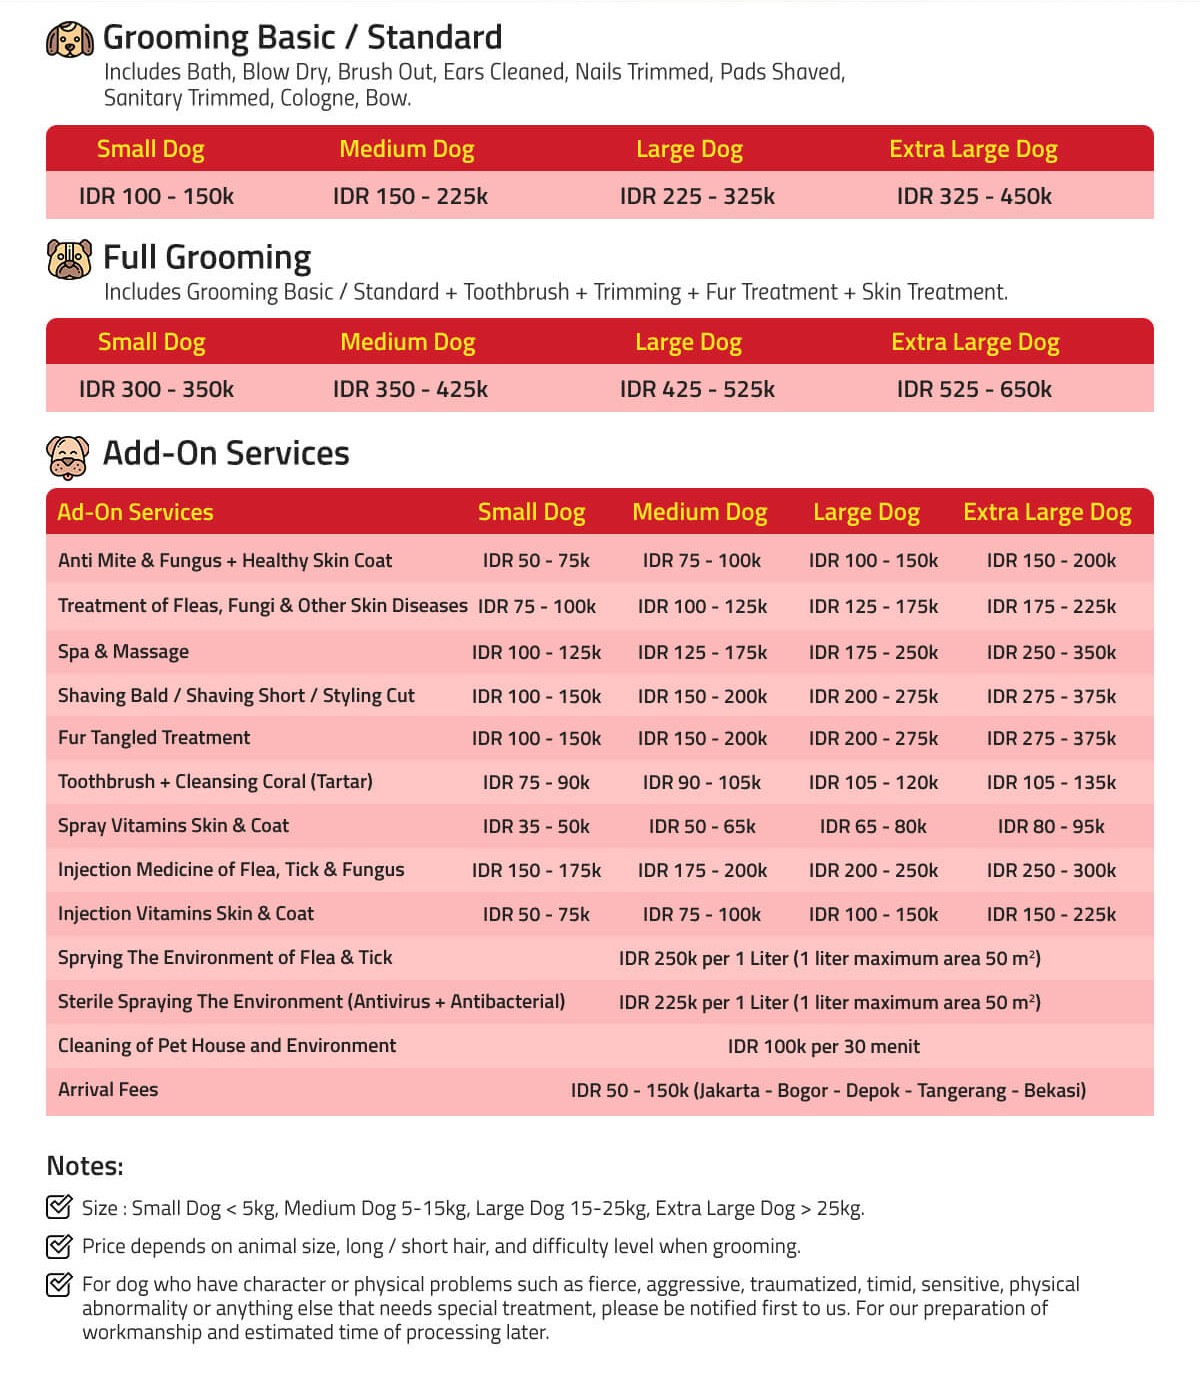 Grooming Basic / Standard
Includes Bath, Blow Dry, Brush Out, Ears Cleaned, Nails Trimmed, Pads Shaved,
Sanitary Trimmed, Cologne, Bow.
Small Dog Medium Dog Large Dog Extra Large Dog
IDR 100 - 150k IDR 150 - 225k IDR 225 - 325k IDR 325 - 450k
Full Grooming
Includes Grooming Basic / Standard + Toothbrush + Trimming + Fur Treatment + Skin Treatment.
Small Dog Medium Dog Large Dog Extra Large Dog
IDR 300 - 350k IDR 350 - 425k IDR 425 - 525k IDR 525 - 650k
Add-On Services
Ad-On Services Small Dog Medium Dog Large Dog Extra Large Dog
Anti Mite & Fungus + Healthy Skin Coat IDR 50 - 75k IDR 75 - 100k IDR 100 - 150k IDR 150 - 200k
Treatment of Fleas, Fungi & Other Skin Diseases IDR 75 - 100k IDR 100 - 125k IDR 125 - 175k IDR 175 - 225k
Spa & Massage IDR 100 - 125k IDR 125 - 175k IDR 175 - 250k IDR 250 - 350k
Shaving Bald / Shaving Short / Styling Cut IDR 100 - 150k IDR 150 - 200k IDR 200 - 275k IDR 275 - 375k
Fur Tangled Treatment IDR 100 - 150k IDR 150 - 200k IDR 200 - 275k IDR 275 - 375k
Toothbrush + Cleansing Coral (Tartar) IDR 75 - 90k IDR 90 - 105k IDR 105 - 120k IDR 105 - 135k
Spray Vitamins Skin & Coat IDR 35 - 50k IDR 50 - 65k IDR 65 - 80k IDR 80 - 95k
Injection Medicine of Flea, Tick & Fungus IDR 150 - 175k IDR 175 - 200k IDR 200 - 250k IDR 250 - 300k
Injection Vitamins Skin & Coat IDR 50 - 75k IDR 75 - 100k IDR 100 - 150k IDR 150 - 225k
Sprying The Environment of Flea & Tick IDR 250k per 1 Liter (1 liter maximum area 50 m²)
Sterile Spraying The Environment (Antivirus + Antibacterial) IDR 225k per 1 Liter (1 liter maximum area 50 m²)
Cleaning of Pet House and Environment IDR 100k per 30 menit
Arrival Fees IDR 50 - 150k (Jakarta - Bogor - Depok - Tangerang - Bekasi)
Notes:
Size : Small Dog < 5kg, Medium Dog 5-15kg, Large Dog 15-25kg, Extra Large Dog > 25kg.
Price depends on animal size, long / short hair, and difficulty level when grooming.
For dog who have character or physical problems such as fierce, aggressive, traumatized, timid, sensitive, physical
abnormality or anything else that needs special treatment, please be notified first to us. For our preparation of
workmanship and estimated time of processing later.